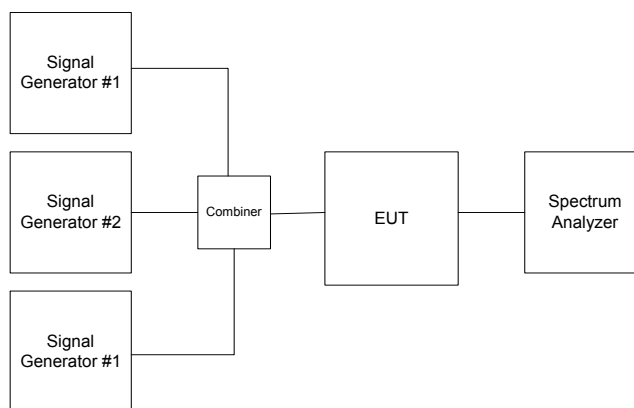 Signal
Generator #1
Signal
Generator #2
Signal
Generator #1
Combiner
EUT
Spectrum
Analyzer